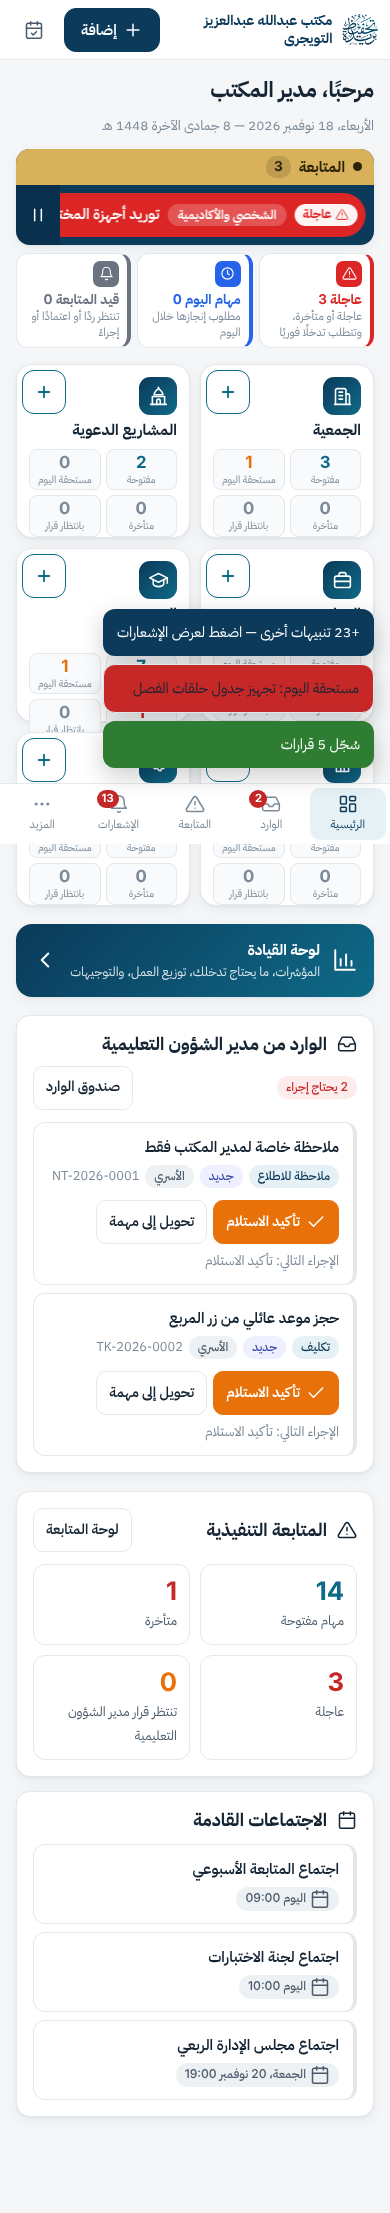 مكتب عبدالله عبدالعزيز
التويجري
إضافة
مرحبًا، مدير المكتب
الأربعاء، 18 نوفمبر 2026 — 8 جمادى الآخرة 1448 هـ
المتابعة 3
عاجلة الشخصي والأكاديمية توريد أجهزة
عاجلة 3
عاجلة أو متأخرة،
وتتطلب تدخلًا فوريًا
مهام اليوم 0
مطلوب إنجازها خلال
اليوم
قيد المتابعة 0
تنتظر ردًا أو اعتمادًا أو
إجراءً
الجمعية
3 مفتوحة
1 مستحقة اليوم
0 متأخرة
0 بانتظار قرار
المشاريع الدعوية
2 مفتوحة
0 مستحقة اليوم
0 متأخرة
0 بانتظار قرار
1
مستحقة اليوم
0
بانتظار قرار
+23 تنبيهات أخرى — اضغط لعرض الإشعارات
مستحقة اليوم: تجهيز جدول حلقات الفصل
سُجّل 5 قرارات
الرئيسية
الوارد 2
المتابعة
الإشعارات 13
المزيد
مفتوحة
مستحقة اليوم
0 متأخرة
0 بانتظار قرار
مفتوحة
مستحقة اليوم
0 متأخرة
0 بانتظار قرار
لوحة القيادة
المؤشرات، ما يحتاج تدخلك، توزيع العمل، والتوجيهات
الوارد من مدير الشؤون التعليمية
2 يحتاج إجراء
صندوق الوارد
ملاحظة خاصة لمدير المكتب فقط
ملاحظة للاطلاع جديد الأسري NT-2026-0001
تأكيد الاستلام
تحويل إلى مهمة
الإجراء التالي: تأكيد الاستلام
حجز موعد عائلي من زر المربع
تكليف جديد الأسري TK-2026-0002
تأكيد الاستلام
تحويل إلى مهمة
الإجراء التالي: تأكيد الاستلام
المتابعة التنفيذية
لوحة المتابعة
14
مهام مفتوحة
1
متأخرة
3
عاجلة
0
تنتظر قرار مدير الشؤون
التعليمية
الاجتماعات القادمة
اجتماع المتابعة الأسبوعي
اليوم 09:00
اجتماع لجنة الاختبارات
اليوم 10:00
اجتماع مجلس الإدارة الربعي
الجمعة، 20 نوفمبر 19:00